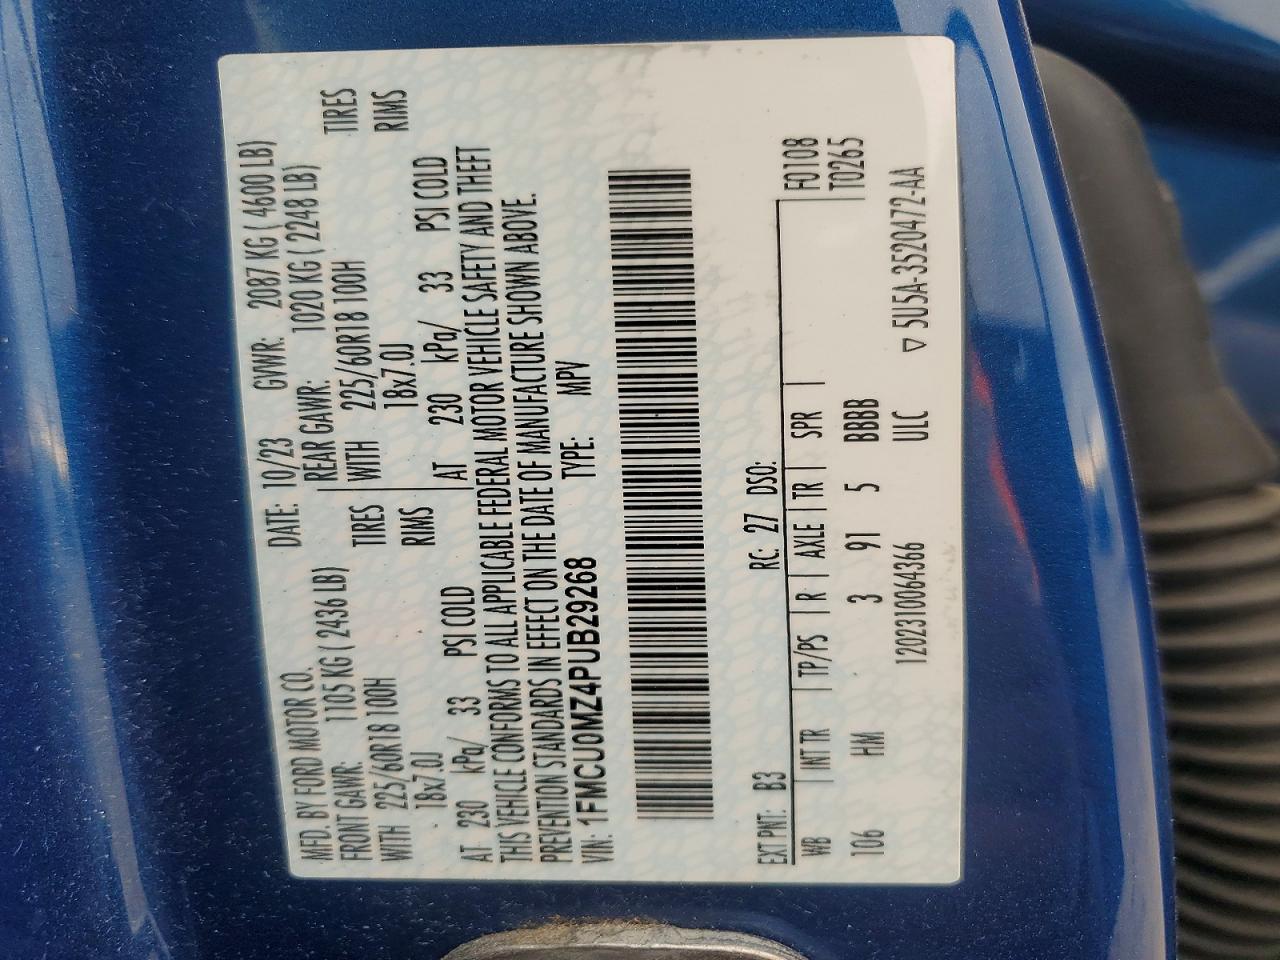 MFD. BY FORD MOTOR CO. DATE: 10/23 GVWR: 2087 KG ( 4600 LB)
FRONT GAWR: 1105 KG ( 2436 LB) REAR GAWR: 1020 KG ( 2248 LB)
WITH 225/60R18 100H TIRES WITH 225/60R18 100H TIRES
18x7.0J RIMS 18x7.0J RIMS
AT 230 kPa/ 33 PSI COLD AT 230 kPa/ 33 PSI COLD
THIS VEHICLE CONFORMS TO ALL APPLICABLE FEDERAL MOTOR VEHICLE SAFETY AND THEFT
PREVENTION STANDARDS IN EFFECT ON THE DATE OF MANUFACTURE SHOWN ABOVE.
VIN: 1FMCU0MZ4PUB29268 TYPE: MPV
EXT PNT: B3 RC: 27 DSO: F0108
WB INT TR TP/PS R AXLE TR SPR T0265
106 HM 3 91 5 BBBB
1202310064366 ULC ▽ 5U5A-3520472-AA